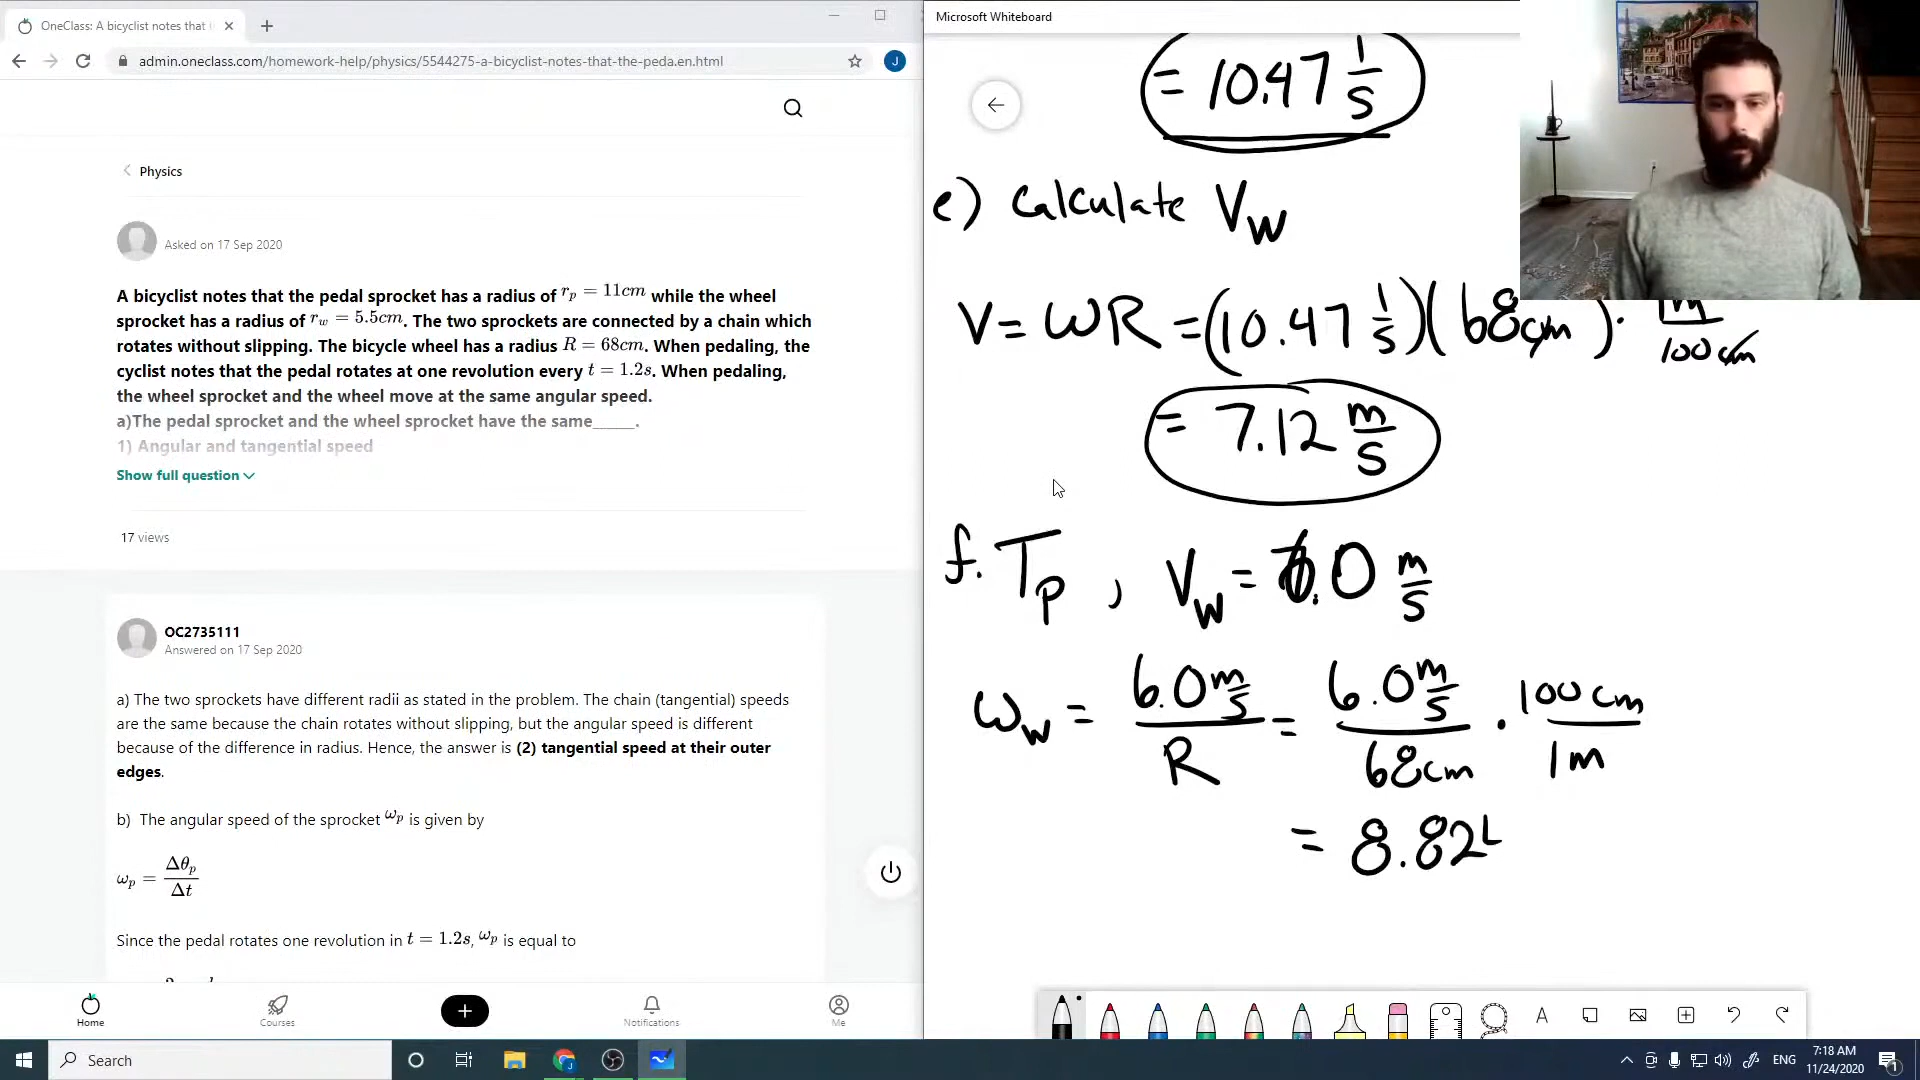 OneClass: A bicyclist notes that t
admin.oneclass.com/homework-help/physics/5544275-a-bicyclist-notes-that-the-peda.en.html
J
Physics
Asked on 17 Sep 2020
A bicyclist notes that the pedal sprocket has a radius of r_p = 11cm while the wheel
sprocket has a radius of r_w = 5.5cm. The two sprockets are connected by a chain which
rotates without slipping. The bicycle wheel has a radius R = 68cm. When pedaling, the
cyclist notes that the pedal rotates at one revolution every t = 1.2s. When pedaling,
the wheel sprocket and the wheel move at the same angular speed.
a)The pedal sprocket and the wheel sprocket have the same_____.
1) Angular and tangential speed
Show full question
17 views
OC2735111
Answered on 17 Sep 2020
a) The two sprockets have different radii as stated in the problem. The chain (tangential) speeds
are the same because the chain rotates without slipping, but the angular speed is different
because of the difference in radius. Hence, the answer is (2) tangential speed at their outer
edges.
b) The angular speed of the sprocket ω_p is given by
ω_p = Δθ_p / Δt
Since the pedal rotates one revolution in t = 1.2s, ω_p is equal to
Home
Courses
Notifications
Me
Microsoft Whiteboard
= 10.47 1/s
e) Calculate V_W
V = ωR = (10.47 1/s)(68cm) · m/100cm
= 7.12 m/s
f. T_p , V_W = 6.0 m/s
ω_W = 6.0 m/s / R = 6.0 m/s / 68cm · 100cm / 1m
= 8.82
A
Search
ENG
7:18 AM
11/24/2020
1